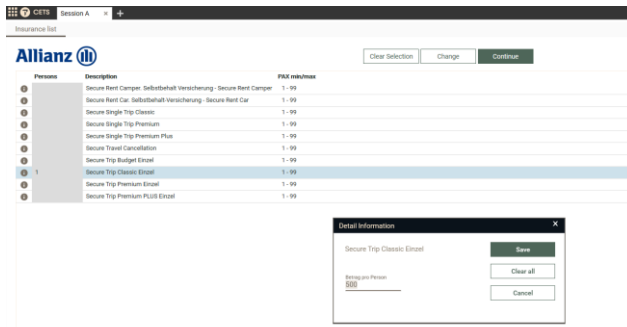 CETS Session A × +
Insurance list
Allianz
Clear Selection Change Continue
Persons Description PAX min/max
Secure Rent Camper. Selbstbehalt Versicherung - Secure Rent Camper 1 - 99
Secure Rent Car. Selbstbehalt-Versicherung - Secure Rent Car 1 - 99
Secure Single Trip Classic 1 - 99
Secure Single Trip Premium 1 - 99
Secure Single Trip Premium Plus 1 - 99
Secure Travel Cancellation 1 - 99
Secure Trip Budget Einzel 1 - 99
1 Secure Trip Classic Einzel 1 - 99
Secure Trip Premium Einzel 1 - 99
Secure Trip Premium PLUS Einzel 1 - 99
Detail Information X
Secure Trip Classic Einzel Save
Clear all
Betrag pro Person
500
Cancel